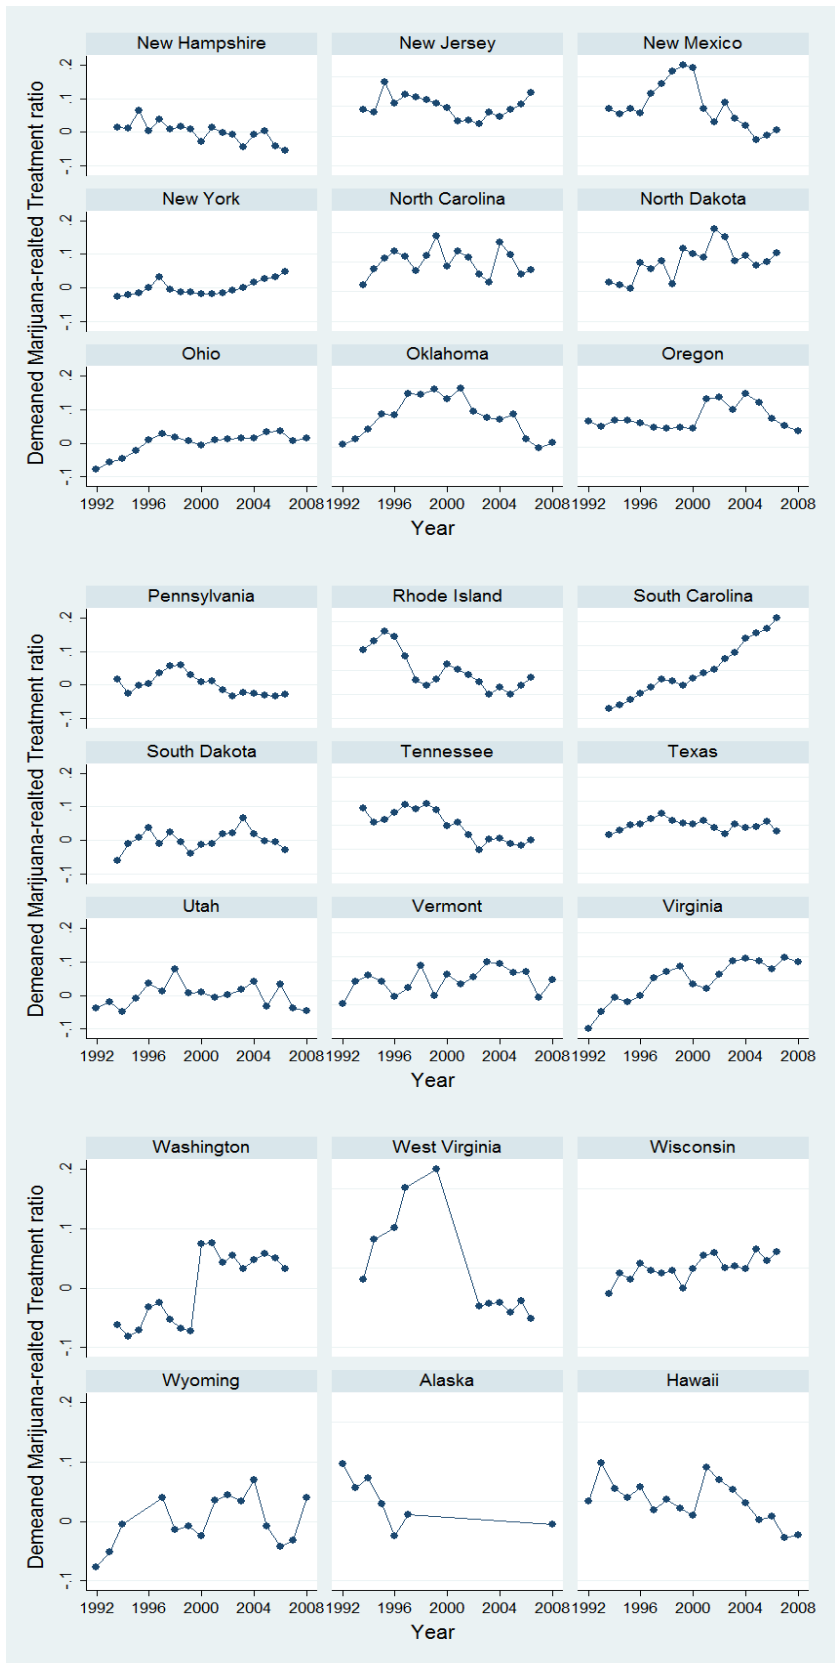 New Hampshire New Jersey New Mexico
.2
.1
0
-.1
New York North Carolina North Dakota
.2
.1
0
-.1
Ohio Oklahoma Oregon
.2
.1
0
-.1
Demeaned Marijuana-realted Treatment ratio
1992 1996 2000 2004 2008 1992 1996 2000 2004 2008 1992 1996 2000 2004 2008
Year
Pennsylvania Rhode Island South Carolina
.2
.1
0
-.1
South Dakota Tennessee Texas
.2
.1
0
-.1
Utah Vermont Virginia
.2
.1
0
-.1
Demeaned Marijuana-realted Treatment ratio
1992 1996 2000 2004 2008 1992 1996 2000 2004 2008 1992 1996 2000 2004 2008
Year
Washington West Virginia Wisconsin
.2
.1
0
-.1
Wyoming Alaska Hawaii
.2
.1
0
-.1
Demeaned Marijuana-realted Treatment ratio
1992 1996 2000 2004 2008 1992 1996 2000 2004 2008 1992 1996 2000 2004 2008
Year